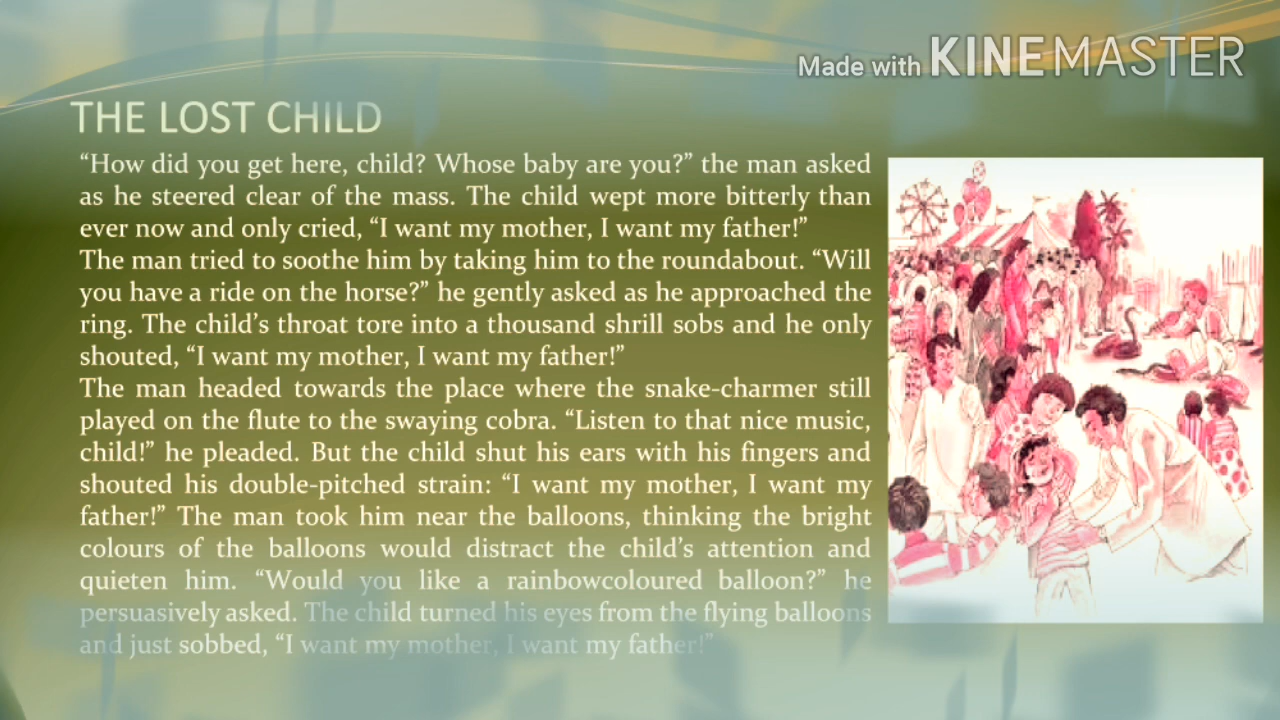 Made with KINEMASTER
THE LOST CHILD
“How did you get here, child? Whose baby are you?” the man asked
as he steered clear of the mass. The child wept more bitterly than
ever now and only cried, “I want my mother, I want my father!”
The man tried to soothe him by taking him to the roundabout. “Will
you have a ride on the horse?” he gently asked as he approached the
ring. The child’s throat tore into a thousand shrill sobs and he only
shouted, “I want my mother, I want my father!”
The man headed towards the place where the snake-charmer still
played on the flute to the swaying cobra. “Listen to that nice music,
child!” he pleaded. But the child shut his ears with his fingers and
shouted his double-pitched strain: “I want my mother, I want my
father!” The man took him near the balloons, thinking the bright
colours of the balloons would distract the child’s attention and
quieten him. “Would you like a rainbowcoloured balloon?” he
persuasively asked. The child turned his eyes from the flying balloons
and just sobbed, “I want my mother, I want my father!”